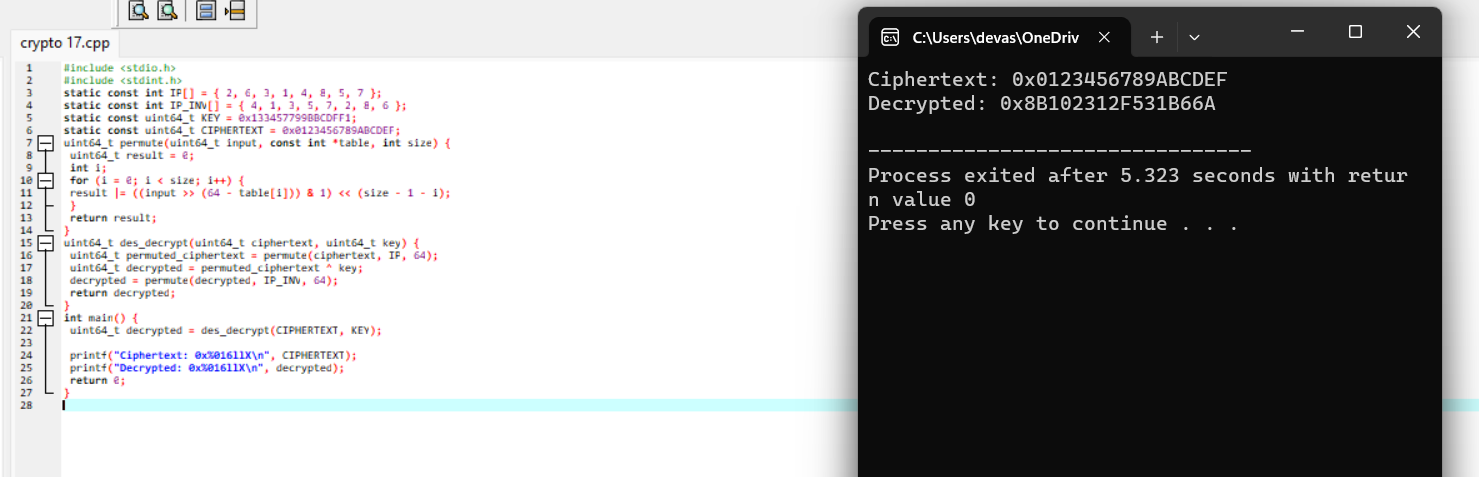 crypto 17.cpp
1 #include <stdio.h>
2 #include <stdint.h>
3 static const int IP[] = { 2, 6, 3, 1, 4, 8, 5, 7 };
4 static const int IP_INV[] = { 4, 1, 3, 5, 7, 2, 8, 6 };
5 static const uint64_t KEY = 0x133457799BBCDFF1;
6 static const uint64_t CIPHERTEXT = 0x0123456789ABCDEF;
7 uint64_t permute(uint64_t input, const int *table, int size) {
8 uint64_t result = 0;
9 int i;
10 for (i = 0; i < size; i++) {
11 result |= ((input >> (64 - table[i])) & 1) << (size - 1 - i);
12 }
13 return result;
14 }
15 uint64_t des_decrypt(uint64_t ciphertext, uint64_t key) {
16 uint64_t permuted_ciphertext = permute(ciphertext, IP, 64);
17 uint64_t decrypted = permuted_ciphertext ^ key;
18 decrypted = permute(decrypted, IP_INV, 64);
19 return decrypted;
20 }
21 int main() {
22 uint64_t decrypted = des_decrypt(CIPHERTEXT, KEY);
23
24 printf("Ciphertext: 0x%016llX\n", CIPHERTEXT);
25 printf("Decrypted: 0x%016llX\n", decrypted);
26 return 0;
27 }
28
C:\Users\devas\OneDriv
Ciphertext: 0x0123456789ABCDEF
Decrypted: 0x8B102312F531B66A
--------------------------------
Process exited after 5.323 seconds with retur
n value 0
Press any key to continue . . .